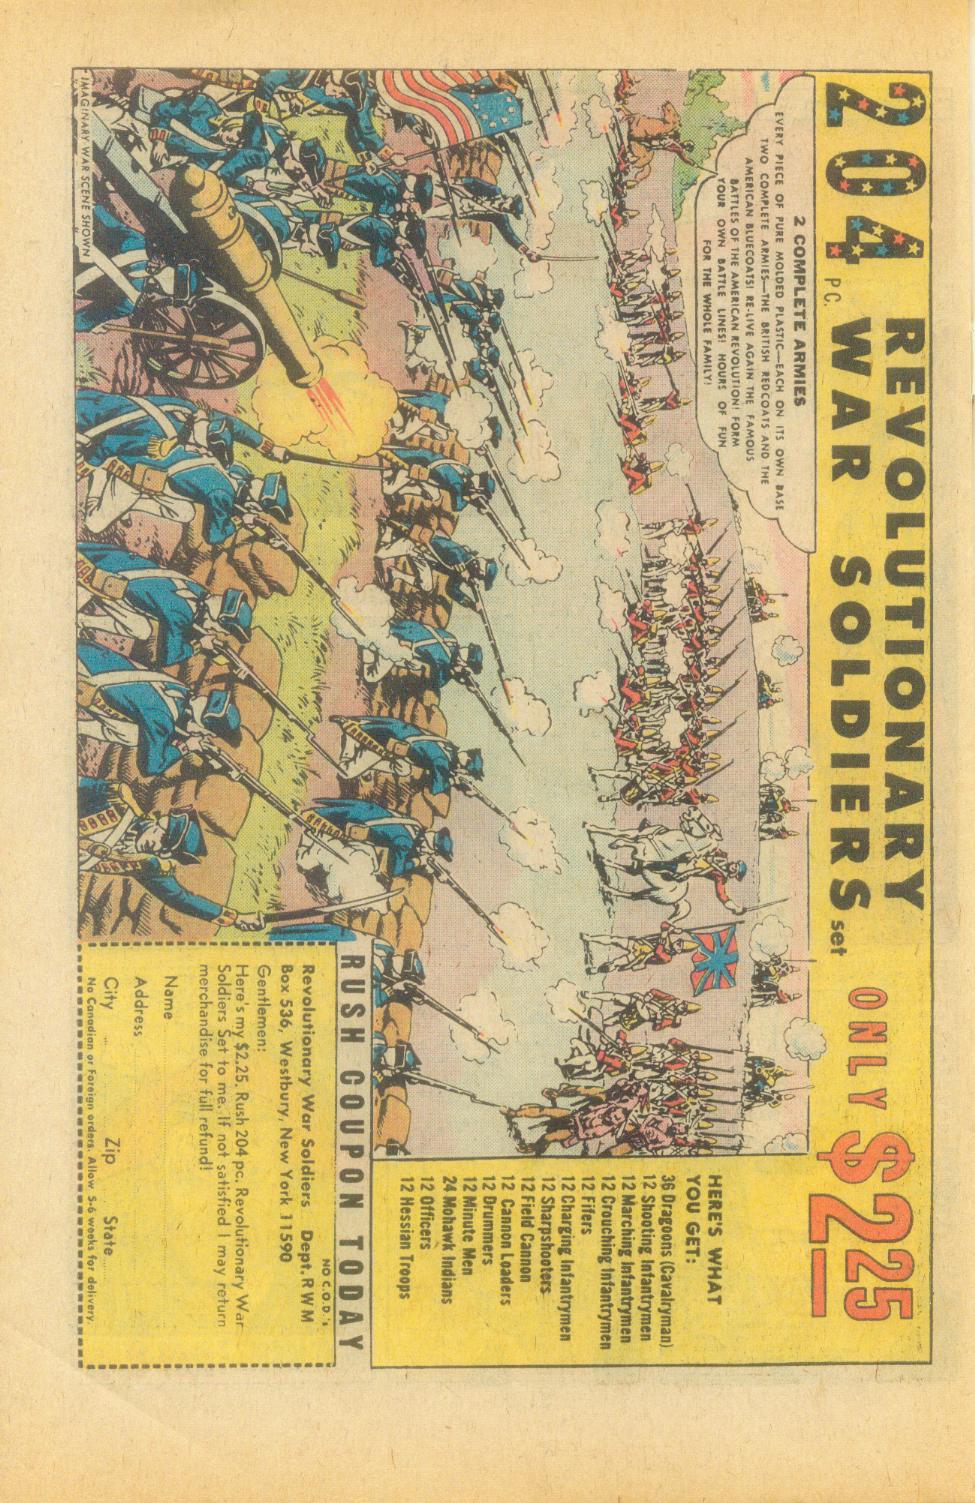 204 REVOLUTIONARY
PC. WAR SOLDIERS set
ONLY $2.25
2 COMPLETE ARMIES
EVERY PIECE OF PURE MOLDED PLASTIC—EACH ON ITS OWN BASE
TWO COMPLETE ARMIES—THE BRITISH REDCOATS AND THE
AMERICAN BLUECOATS! RE-LIVE AGAIN THE FAMOUS
BATTLES OF THE AMERICAN REVOLUTION! FORM
YOUR OWN BATTLE LINES! HOURS OF FUN
FOR THE WHOLE FAMILY!
IMAGINARY WAR SCENE SHOWN
HERE'S WHAT
YOU GET:
36 Dragoons (Cavalryman)
12 Shooting Infantrymen
12 Marching Infantrymen
12 Crouching Infantrymen
12 Fifers
12 Charging Infantrymen
12 Sharpshooters
12 Field Cannon
12 Cannon Loaders
12 Drummers
12 Minute Men
24 Mohawk Indians
12 Officers
12 Hessian Troops
RUSH COUPON TODAY
NO C.O.D.'s
Revolutionary War Soldiers Dept. RWM
Box 536, Westbury, New York 11590
Gentlemen:
Here's my $2.25. Rush 204 pc. Revolutionary War
Soldiers Set to me. If not satisfied I may return
merchandise for full refund!
Name
Address
City Zip State
No Canadian or Foreign orders. Allow 5-6 weeks for delivery.